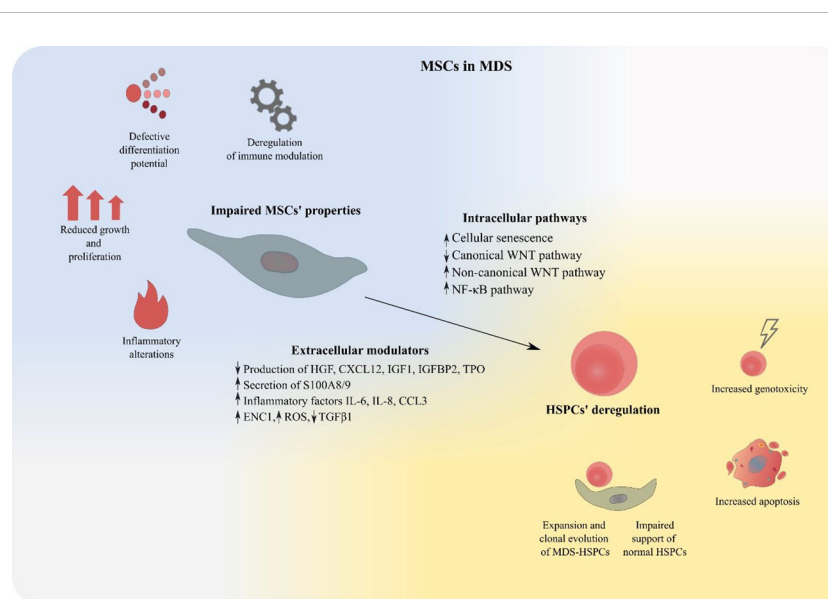 MSCs in MDS
Defective
differentiation
potential
Deregulation
of immune modulation
Reduced growth
and
proliferation
Impaired MSCs' properties
Inflammatory
alterations
Intracellular pathways
Cellular senescence
Canonical WNT pathway
Non-canonical WNT pathway
NF-κB pathway
Extracellular modulators
Production of HGF, CXCL12, IGF1, IGFBP2, TPO
Secretion of S100A8/9
Inflammatory factors IL-6, IL-8, CCL3
ENC1, ROS, TGFβ1
HSPCs' deregulation
Increased genotoxicity
Increased apoptosis
Expansion and
clonal evolution
of MDS-HSPCs
Impaired
support of
normal HSPCs